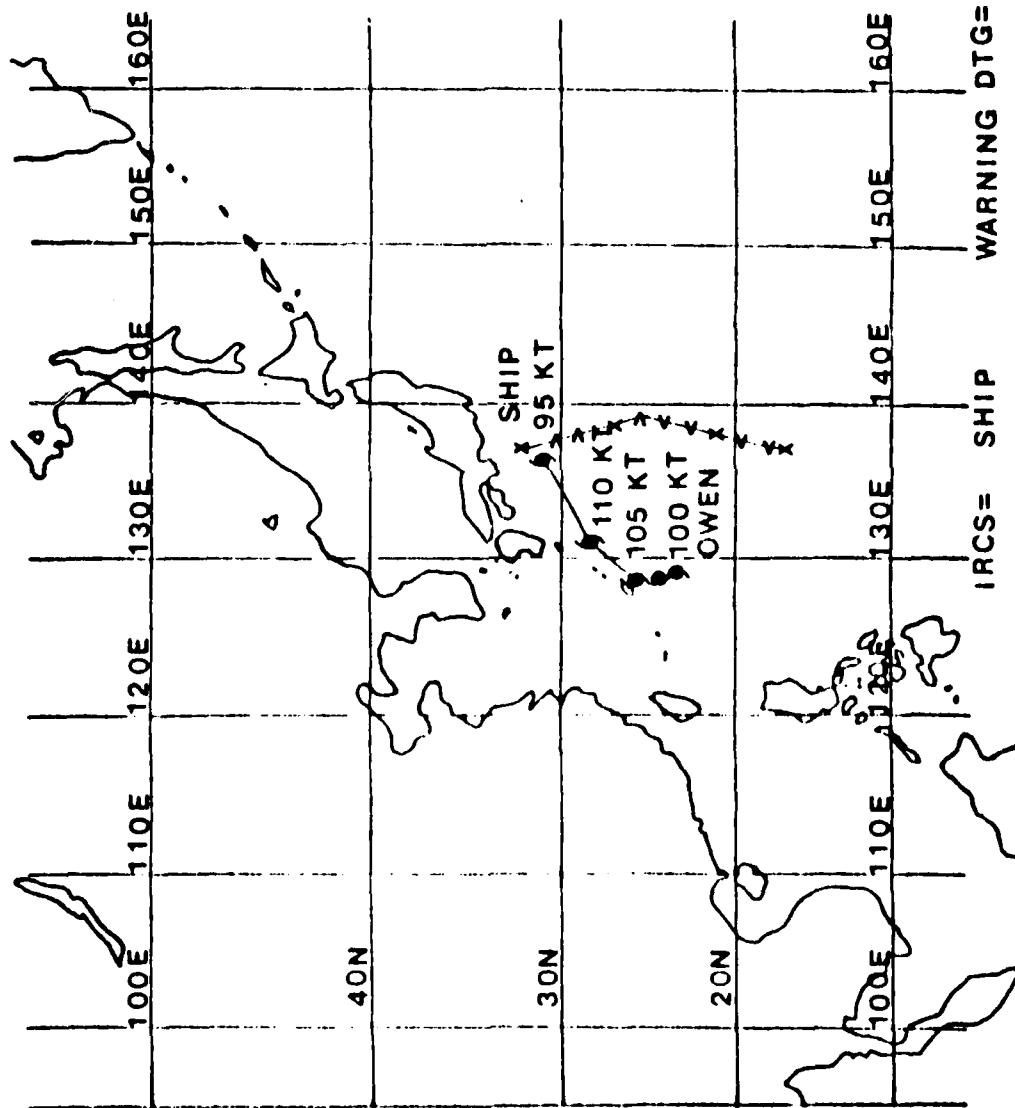 100E 110E 120E 130E 140E 150E 160E
40N
30N
20N
SHIP
95 KT
110 KT
105 KT
100 KT
OWEN
100E 110E 120E 130E 140E 150E 160E
IRCS= SHIP WARNING DTG=